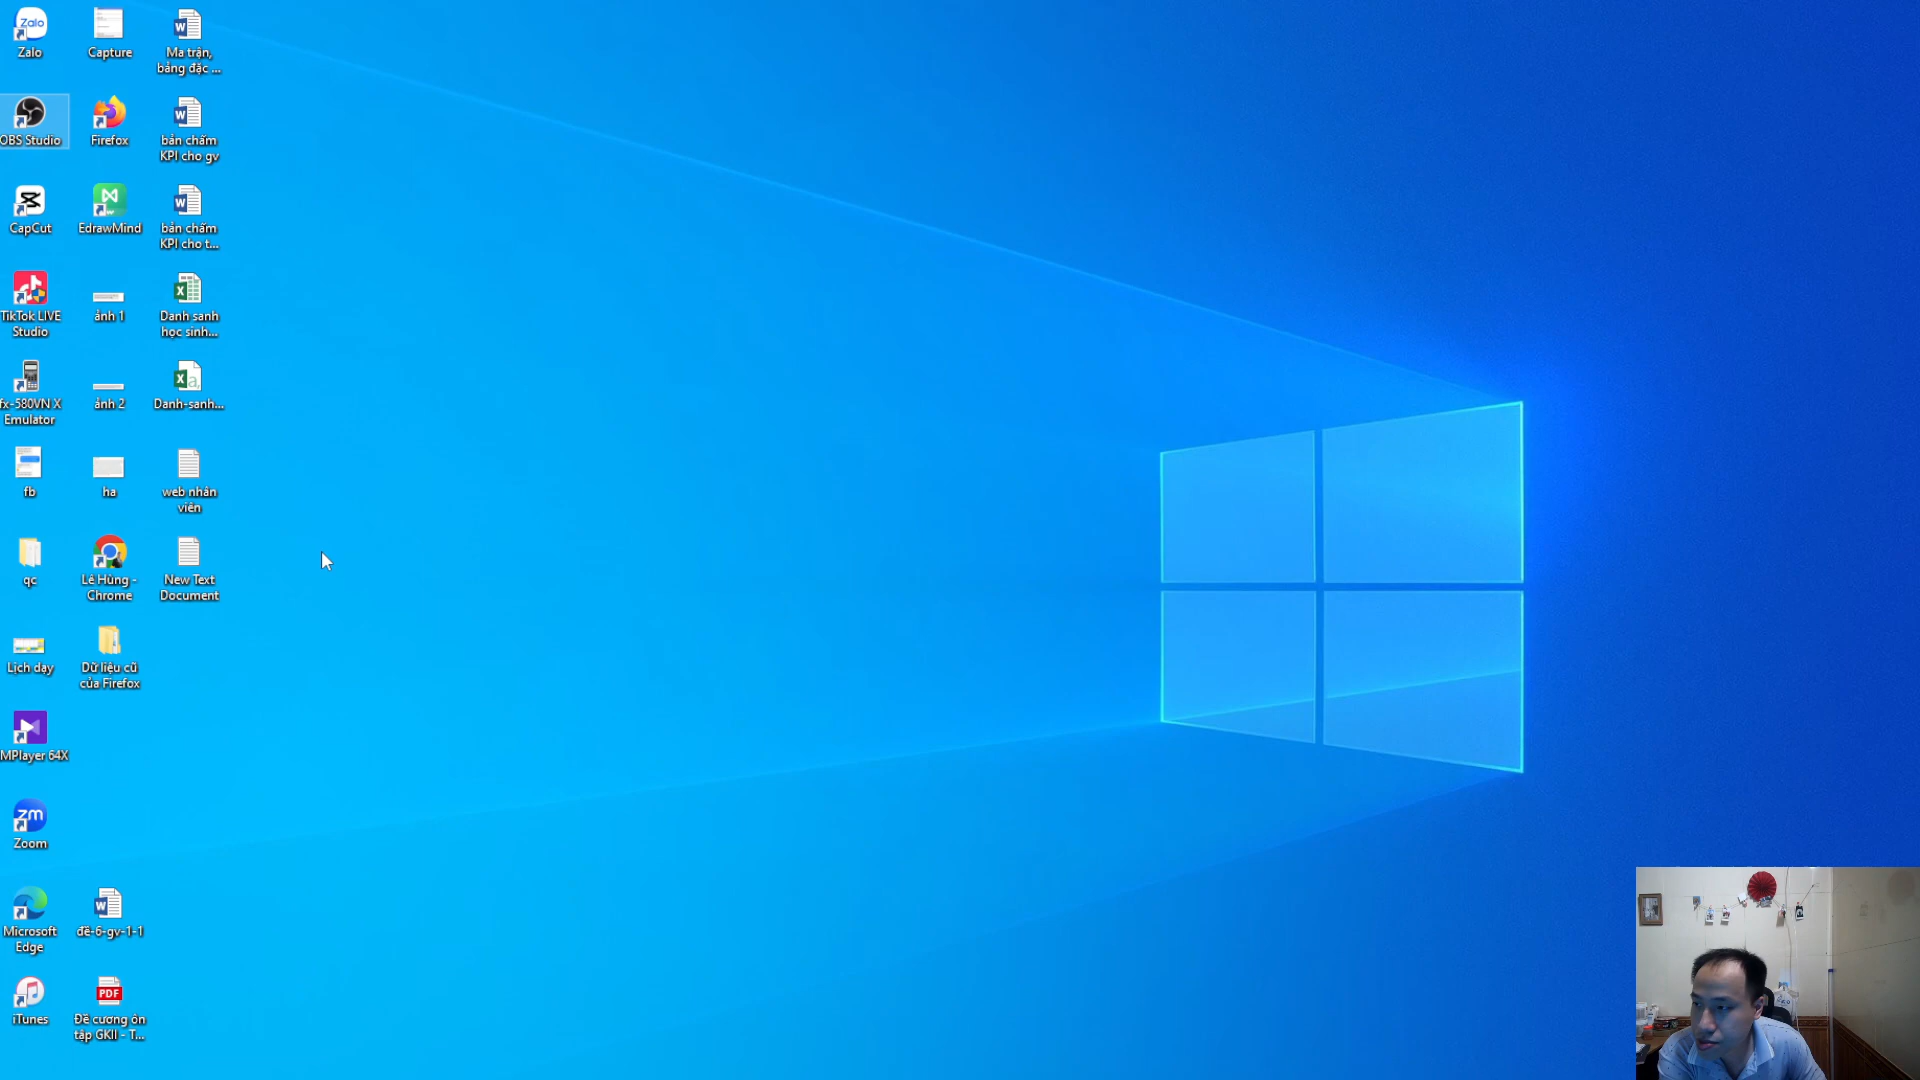 Zalo
Capture
Ma trận,
bảng đặc ...
OBS Studio
Firefox
bản chấm
KPI cho gv
CapCut
EdrawMind
bản chấm
KPI cho t...
TikTok LIVE
Studio
ảnh 1
Danh sanh
học sinh...
fx-580VN X
Emulator
ảnh 2
Danh-sanh...
fb
ha
web nhân
viên
qc
Lê Hùng -
Chrome
New Text
Document
Lịch dạy
Dữ liệu cũ
của Firefox
MPlayer 64X
zm
Zoom
Microsoft
Edge
đề-6-gv-1-1
iTunes
PDF
Đề cương ôn
tập GKII - T...